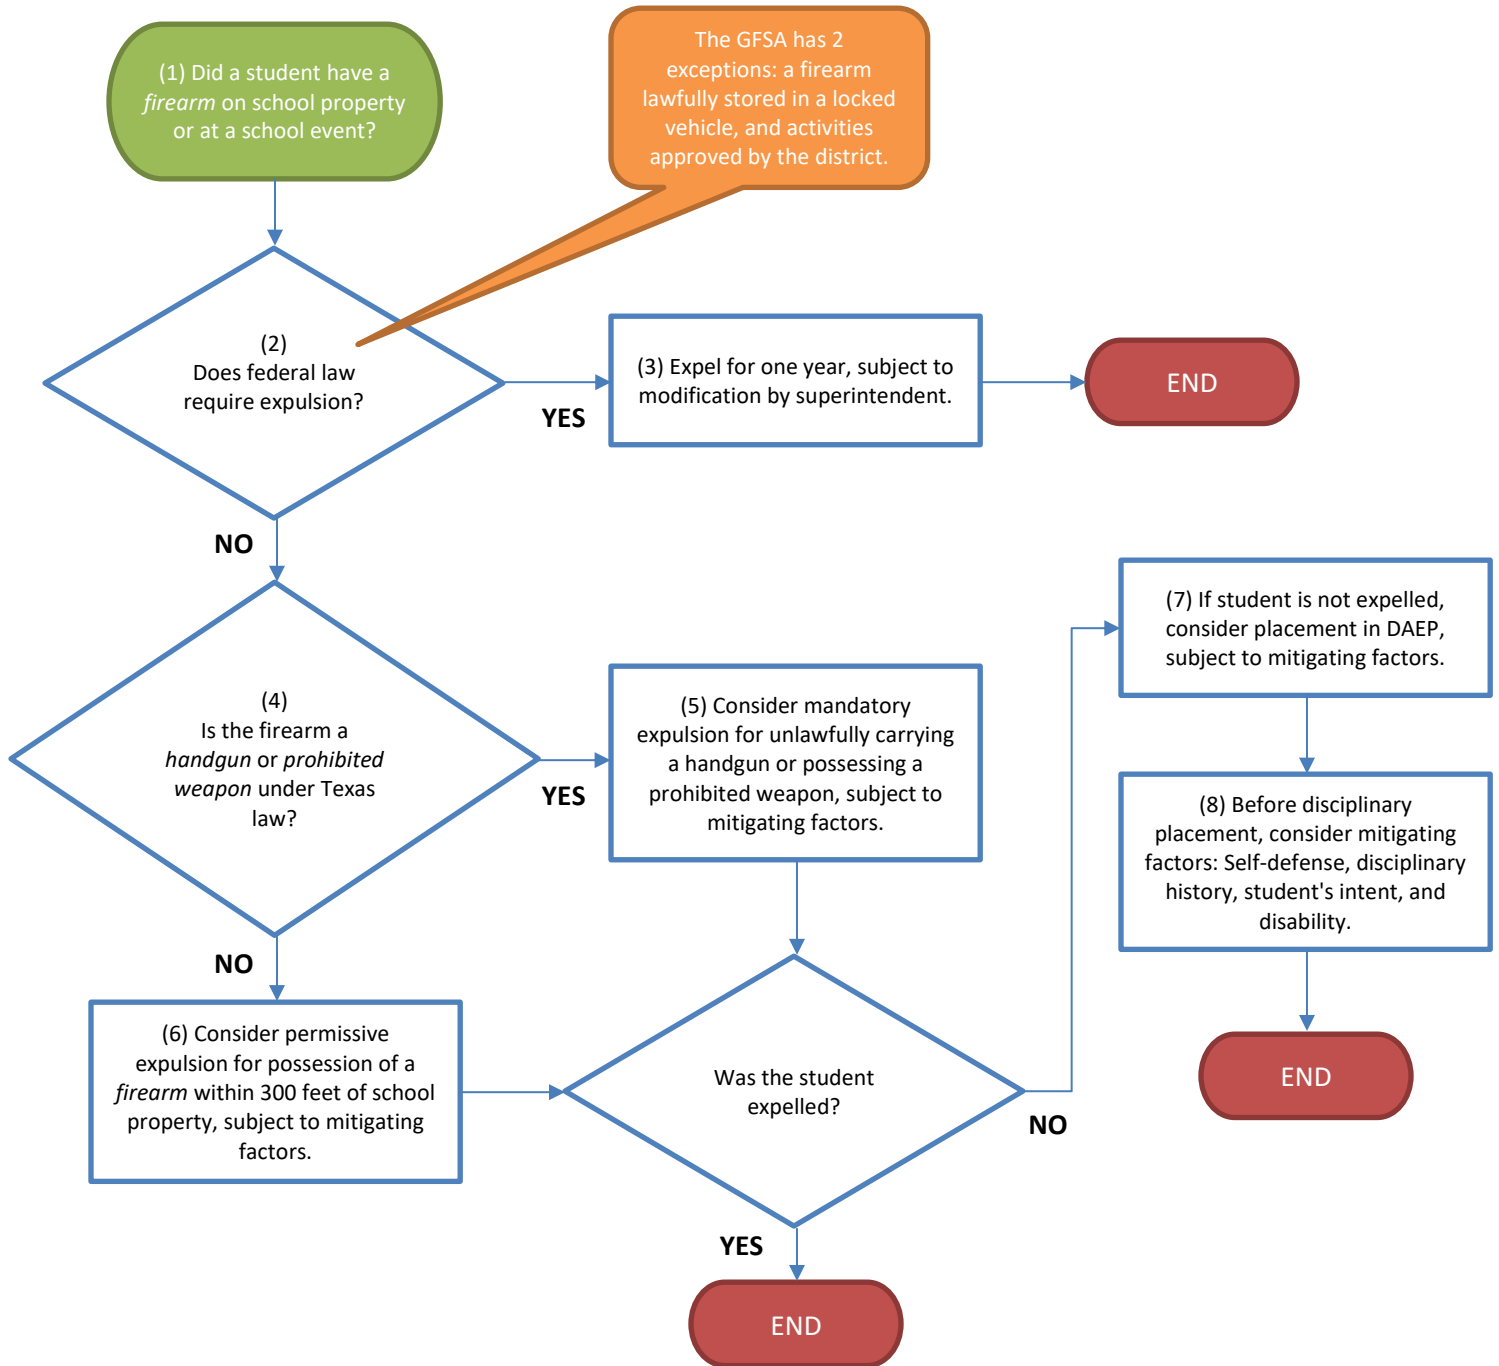 (1) Did a student have a
firearm on school property
or at a school event?
The GFSA has 2
exceptions: a firearm
lawfully stored in a locked
vehicle, and activities
approved by the district.
(2)
Does federal law
require expulsion?
YES
(3) Expel for one year, subject to
modification by superintendent.
END
NO
(4)
Is the firearm a
handgun or prohibited
weapon under Texas
law?
YES
(5) Consider mandatory
expulsion for unlawfully carrying
a handgun or possessing a
prohibited weapon, subject to
mitigating factors.
NO
(6) Consider permissive
expulsion for possession of a
firearm within 300 feet of school
property, subject to mitigating
factors.
Was the student
expelled?
NO
YES
END
(7) If student is not expelled,
consider placement in DAEP,
subject to mitigating factors.
(8) Before disciplinary
placement, consider mitigating
factors: Self-defense, disciplinary
history, student's intent, and
disability.
END